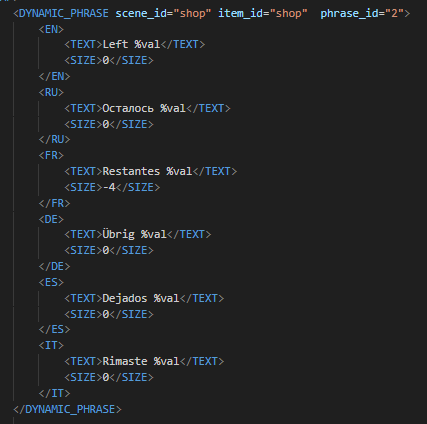 <DYNAMIC_PHRASE scene_id="shop" item_id="shop"  phrase_id="2">
<EN>
<TEXT>Left %val</TEXT>
<SIZE>0</SIZE>
</EN>
<RU>
<TEXT>Осталось %val</TEXT>
<SIZE>0</SIZE>
</RU>
<FR>
<TEXT>Restantes %val</TEXT>
<SIZE>-4</SIZE>
</FR>
<DE>
<TEXT>Übrig %val</TEXT>
<SIZE>0</SIZE>
</DE>
<ES>
<TEXT>Dejados %val</TEXT>
<SIZE>0</SIZE>
</ES>
<IT>
<TEXT>Rimaste %val</TEXT>
<SIZE>0</SIZE>
</IT>
</DYNAMIC_PHRASE>